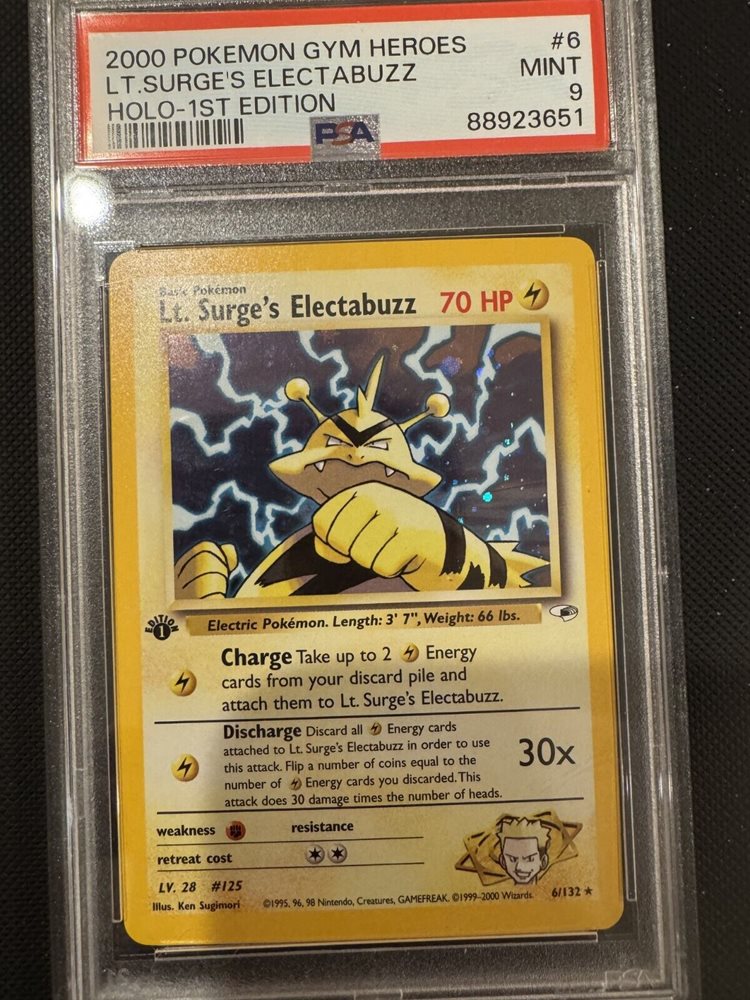 2000 POKEMON GYM HEROES #6
LT.SURGE'S ELECTABUZZ MINT
HOLO-1ST EDITION 9
PSA 88923651
Basic Pokémon
Lt. Surge's Electabuzz 70 HP
EDITION
1
Electric Pokémon. Length: 3' 7", Weight: 66 lbs.
Charge Take up to 2 Energy
cards from your discard pile and
attach them to Lt. Surge's Electabuzz.
Discharge Discard all Energy cards
attached to Lt. Surge's Electabuzz in order to use
this attack. Flip a number of coins equal to the
number of Energy cards you discarded. This
attack does 30 damage times the number of heads.
30x
weakness resistance
retreat cost
LV. 28 #125
Illus. Ken Sugimori ©1995, 96, 98 Nintendo, Creatures, GAMEFREAK. ©1999-2000 Wizards. 6/132 ★
PSA